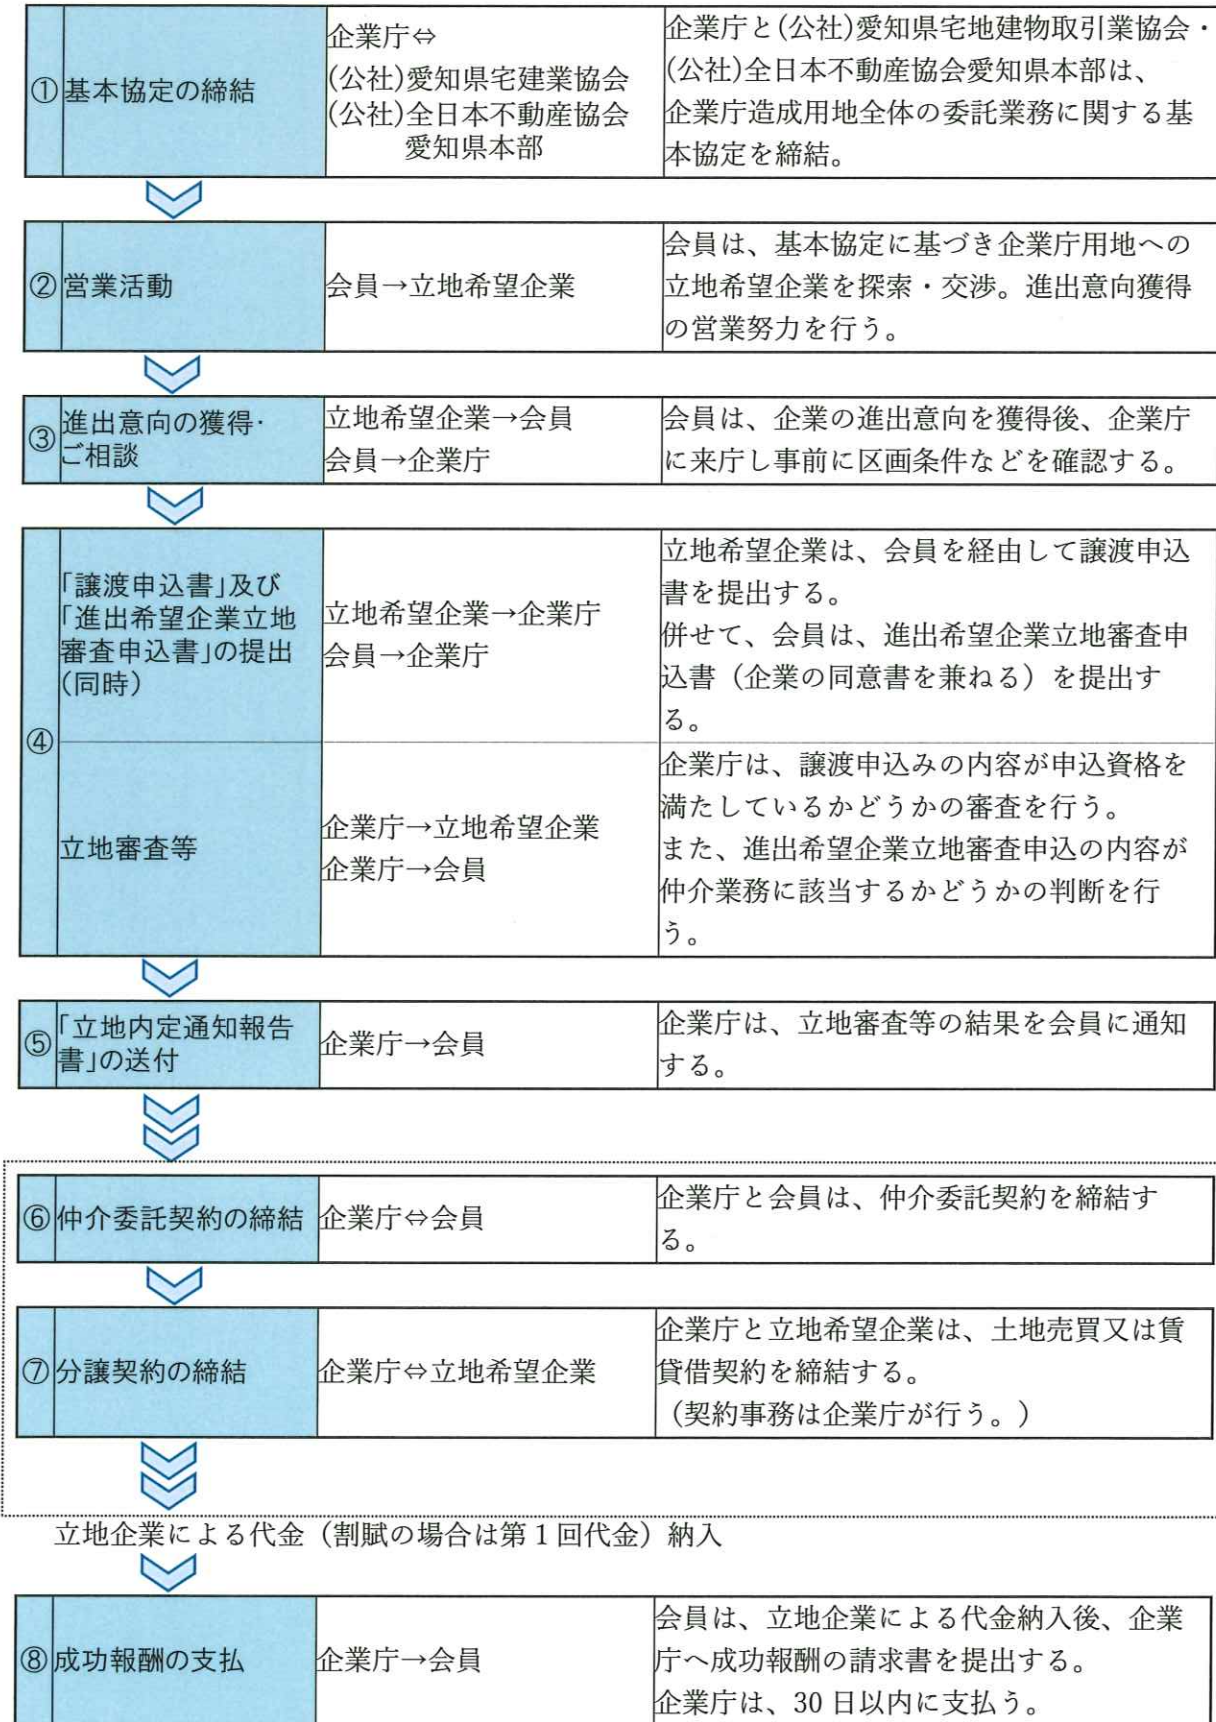 ①基本協定の締結
企業庁⇔
(公社)愛知県宅建業協会
(公社)全日本不動産協会
愛知県本部
企業庁と(公社)愛知県宅地建物取引業協会・
(公社)全日本不動産協会愛知県本部は、
企業庁造成用地全体の委託業務に関する基
本協定を締結。
②営業活動
会員→立地希望企業
会員は、基本協定に基づき企業庁用地への
立地希望企業を探索・交渉。進出意向獲得
の営業努力を行う。
③進出意向の獲得・
ご相談
立地希望企業→会員
会員→企業庁
会員は、企業の進出意向を獲得後、企業庁
に来庁し事前に区画条件などを確認する。
④
「譲渡申込書」及び
「進出希望企業立地
審査申込書」の提出
(同時)
立地希望企業→企業庁
会員→企業庁
立地希望企業は、会員を経由して譲渡申込
書を提出する。
併せて、会員は、進出希望企業立地審査申
込書（企業の同意書を兼ねる）を提出す
る。
立地審査等
企業庁→立地希望企業
企業庁→会員
企業庁は、譲渡申込みの内容が申込資格を
満たしているかどうかの審査を行う。
また、進出希望企業立地審査申込の内容が
仲介業務に該当するかどうかの判断を行
う。
⑤「立地内定通知報告
書」の送付
企業庁→会員
企業庁は、立地審査等の結果を会員に通知
する。
⑥仲介委託契約の締結
企業庁⇔会員
企業庁と会員は、仲介委託契約を締結す
る。
⑦分譲契約の締結
企業庁⇔立地希望企業
企業庁と立地希望企業は、土地売買又は賃
貸借契約を締結する。
（契約事務は企業庁が行う。）
立地企業による代金（割賦の場合は第１回代金）納入
⑧成功報酬の支払
企業庁→会員
会員は、立地企業による代金納入後、企業
庁へ成功報酬の請求書を提出する。
企業庁は、30 日以内に支払う。